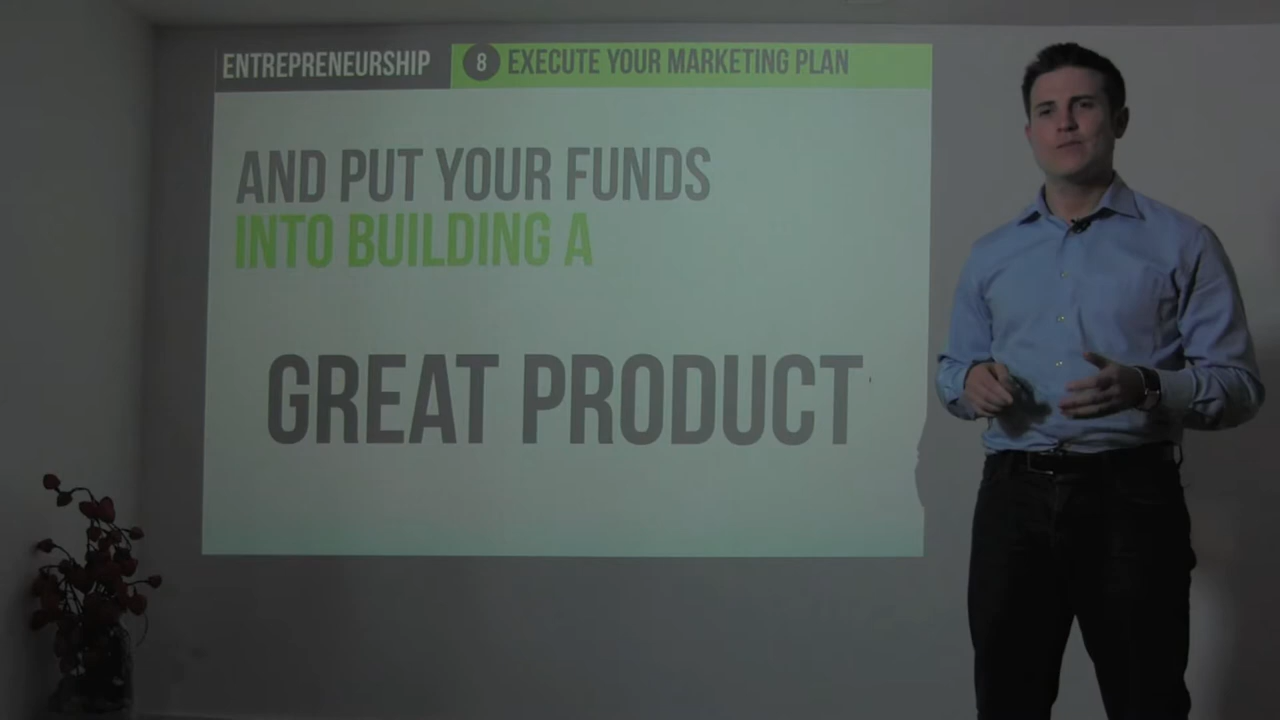 ENTREPRENEURSHIP
8 EXECUTE YOUR MARKETING PLAN
AND PUT YOUR FUNDS
INTO BUILDING A
GREAT PRODUCT